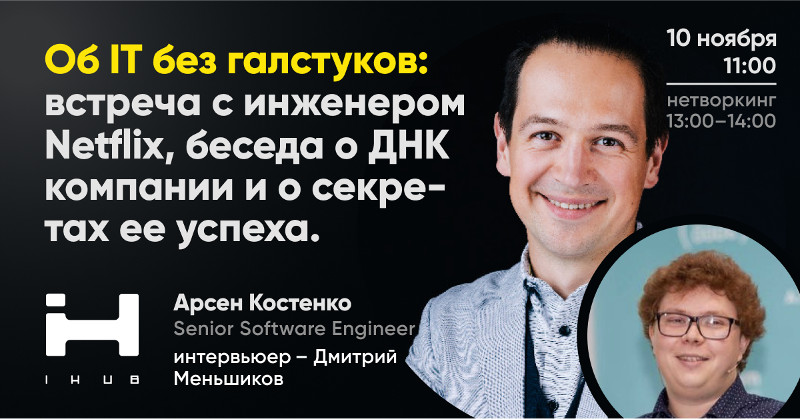 Об IT без галстуков:
встреча с инженером
Netflix, беседа о ДНК
компании и о секре-
тах ее успеха.
10 ноября
11:00
нетворкинг
13:00–14:00
IHUB
Арсен Костенко
Senior Software Engineer
интервьюер – Дмитрий
Меньшиков